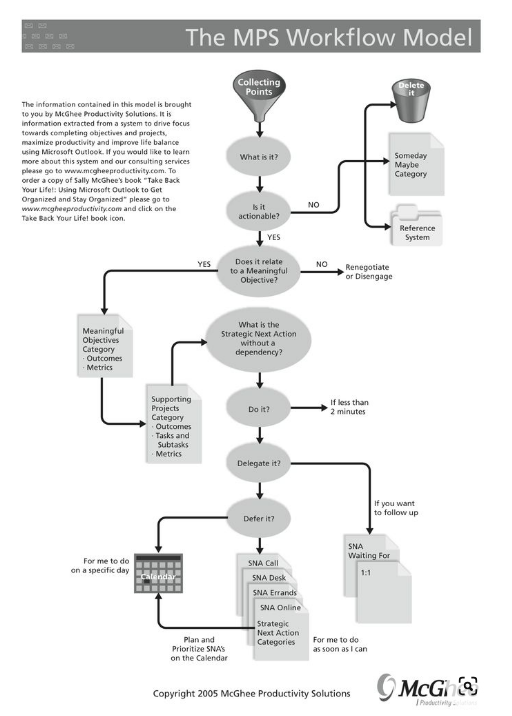 The MPS Workflow Model
The information contained in this model is brought
to you by McGhee Productivity Solutions. It is
information extracted from a system to drive focus
towards completing objectives and projects,
maximize productivity and improve life balance
using Microsoft Outlook. If you would like to learn
more about this system and our consulting services
please go to www.mcgheeproductivity.com. To
order a copy of Sally McGhee's book "Take Back
Your Life!: Using Microsoft Outlook to Get
Organized and Stay Organized" please go to
www.mcgheeproductivity.com and click on the
Take Back Your Life! book icon.
Collecting
Points
Delete
it
What is it?
Someday
Maybe
Category
Is it
actionable?
NO
Reference
System
YES
Does it relate
to a Meaningful
Objective?
YES
NO
Renegotiate
or Disengage
Meaningful
Objectives
Category
· Outcomes
· Metrics
What is the
Strategic Next Action
without a
dependency?
Supporting
Projects
Category
· Outcomes
· Tasks and
Subtasks
· Metrics
Do it?
If less than
2 minutes
Delegate it?
If you want
to follow up
Defer it?
SNA
Waiting For
1:1
For me to do
on a specific day
Calendar
SNA Call
SNA Desk
SNA Errands
SNA Online
Strategic
Next Action
Categories
Plan and
Prioritize SNA's
on the Calendar
For me to do
as soon as I can
Copyright 2005 McGhee Productivity Solutions
McGhee
Productivity